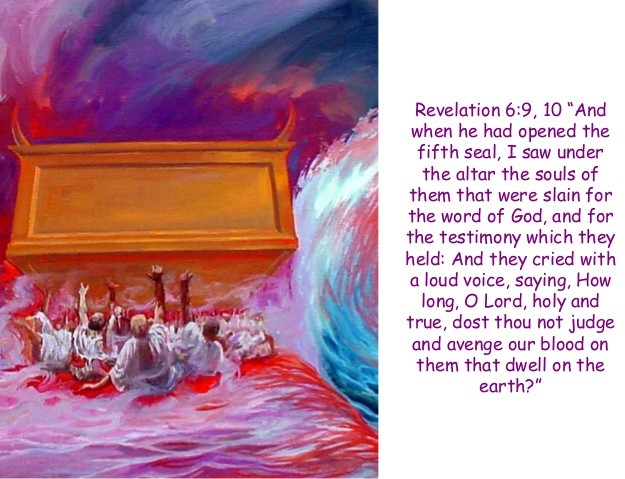 Revelation 6:9, 10 “And
when he had opened the
fifth seal, I saw under
the altar the souls of
them that were slain for
the word of God, and for
the testimony which they
held: And they cried with
a loud voice, saying, How
long, O Lord, holy and
true, dost thou not judge
and avenge our blood on
them that dwell on the
earth?”